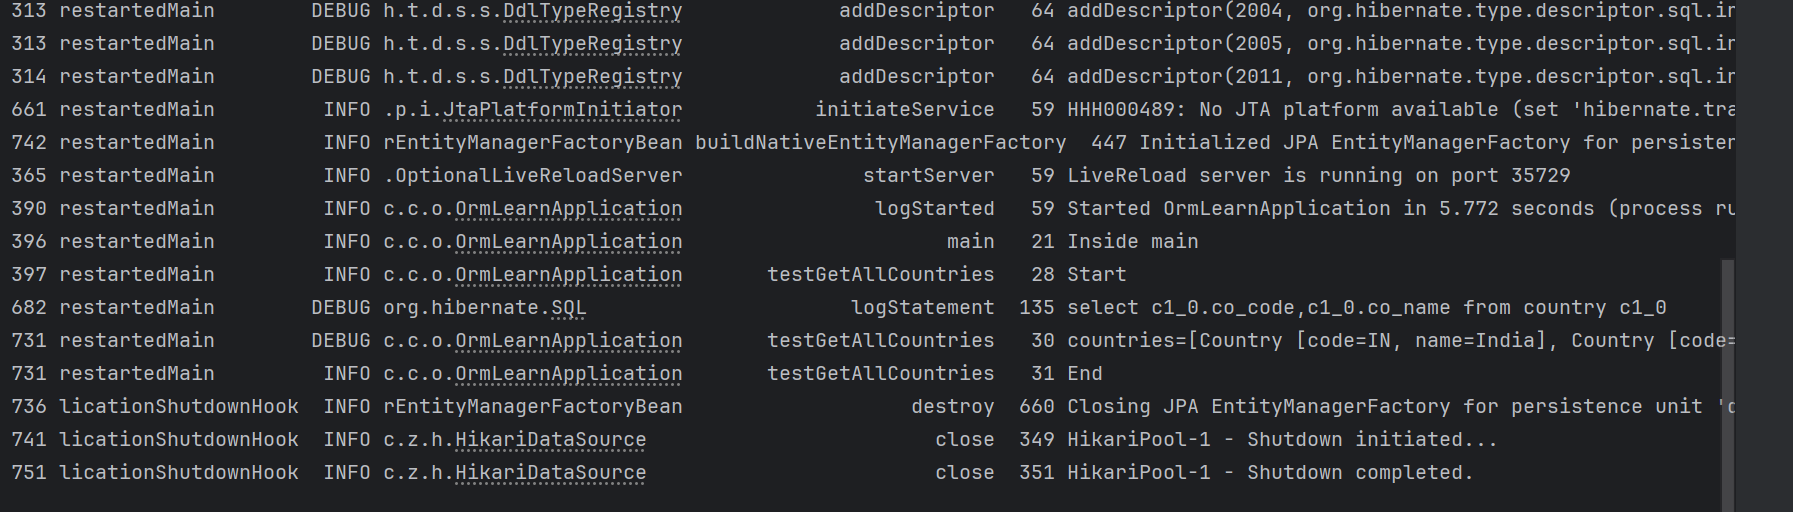 313 restartedMain DEBUG h.t.d.s.s.DdlTypeRegistry addDescriptor 64 addDescriptor(2004, org.hibernate.type.descriptor.sql.in
313 restartedMain DEBUG h.t.d.s.s.DdlTypeRegistry addDescriptor 64 addDescriptor(2005, org.hibernate.type.descriptor.sql.in
314 restartedMain DEBUG h.t.d.s.s.DdlTypeRegistry addDescriptor 64 addDescriptor(2011, org.hibernate.type.descriptor.sql.in
661 restartedMain INFO .p.i.JtaPlatformInitiator initiateService 59 HHH000489: No JTA platform available (set 'hibernate.tra
742 restartedMain INFO rEntityManagerFactoryBean buildNativeEntityManagerFactory 447 Initialized JPA EntityManagerFactory for persisten
365 restartedMain INFO .OptionalLiveReloadServer startServer 59 LiveReload server is running on port 35729
390 restartedMain INFO c.c.o.OrmLearnApplication logStarted 59 Started OrmLearnApplication in 5.772 seconds (process ru
396 restartedMain INFO c.c.o.OrmLearnApplication main 21 Inside main
397 restartedMain INFO c.c.o.OrmLearnApplication testGetAllCountries 28 Start
682 restartedMain DEBUG org.hibernate.SQL logStatement 135 select c1_0.co_code,c1_0.co_name from country c1_0
731 restartedMain DEBUG c.c.o.OrmLearnApplication testGetAllCountries 30 countries=[Country [code=IN, name=India], Country [code=
731 restartedMain INFO c.c.o.OrmLearnApplication testGetAllCountries 31 End
736 licationShutdownHook INFO rEntityManagerFactoryBean destroy 660 Closing JPA EntityManagerFactory for persistence unit 'd
741 licationShutdownHook INFO c.z.h.HikariDataSource close 349 HikariPool-1 - Shutdown initiated...
751 licationShutdownHook INFO c.z.h.HikariDataSource close 351 HikariPool-1 - Shutdown completed.